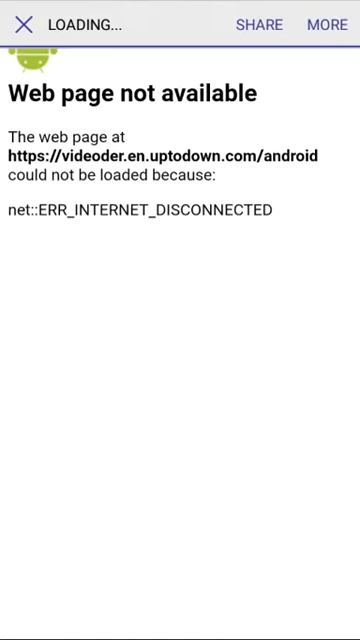 LOADING... SHARE MORE
Web page not available
The web page at
https://videoder.en.uptodown.com/android
could not be loaded because:
net::ERR_INTERNET_DISCONNECTED